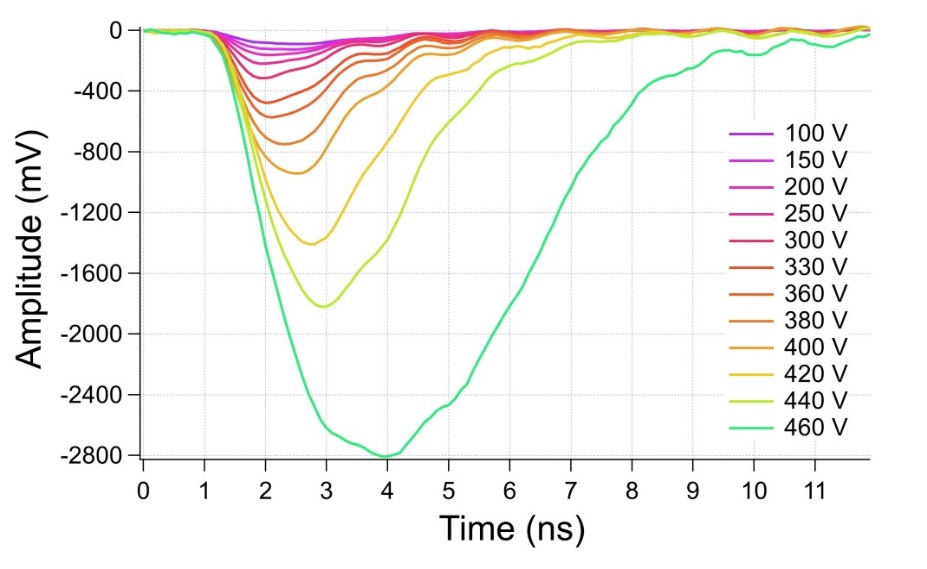 0
-400
-800
-1200
-1600
-2000
-2400
-2800
Amplitude (mV)
100 V
150 V
200 V
250 V
300 V
330 V
360 V
380 V
400 V
420 V
440 V
460 V
0 1 2 3 4 5 6 7 8 9 10 11
Time (ns)